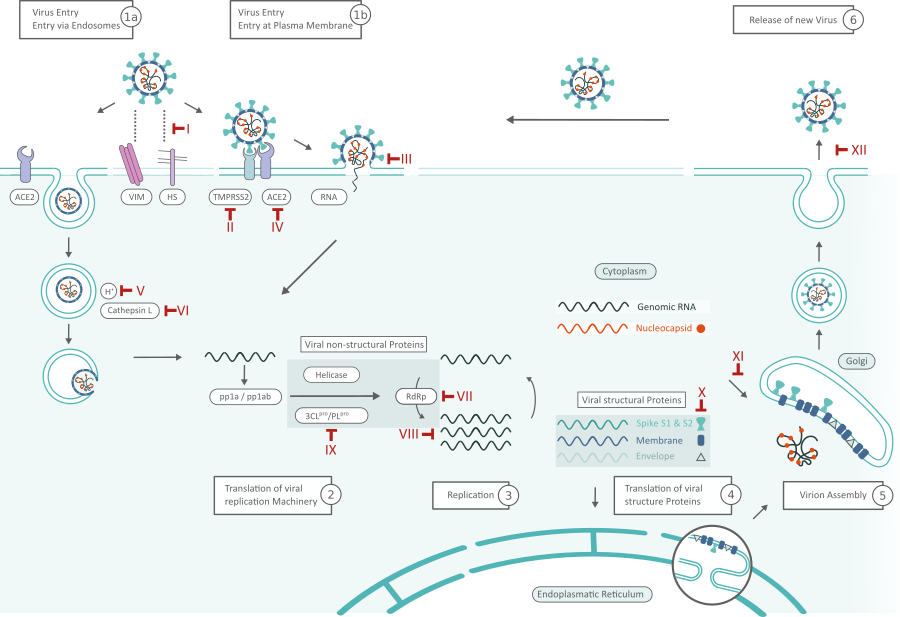 Virus Entry
Entry via Endosomes
1a
Virus Entry
Entry at Plasma Membrane
1b
Release of new Virus
6
I
III
XII
ACE2
VIM
HS
TMPRSS2
ACE2
RNA
II
IV
H⁺
V
Cathepsin L
VI
Cytoplasm
Genomic RNA
Nucleocapsid
Viral non-structural Proteins
Helicase
pp1a / pp1ab
RdRp
VII
3CLᵖʳᵒ/PLᵖʳᵒ
VIII
IX
XI
Golgi
X
Viral structural Proteins
Spike S1 & S2
Membrane
Envelope
Translation of viral
replication Machinery
2
Replication
3
Translation of viral
structure Proteins
4
Virion Assembly
5
Endoplasmatic Reticulum